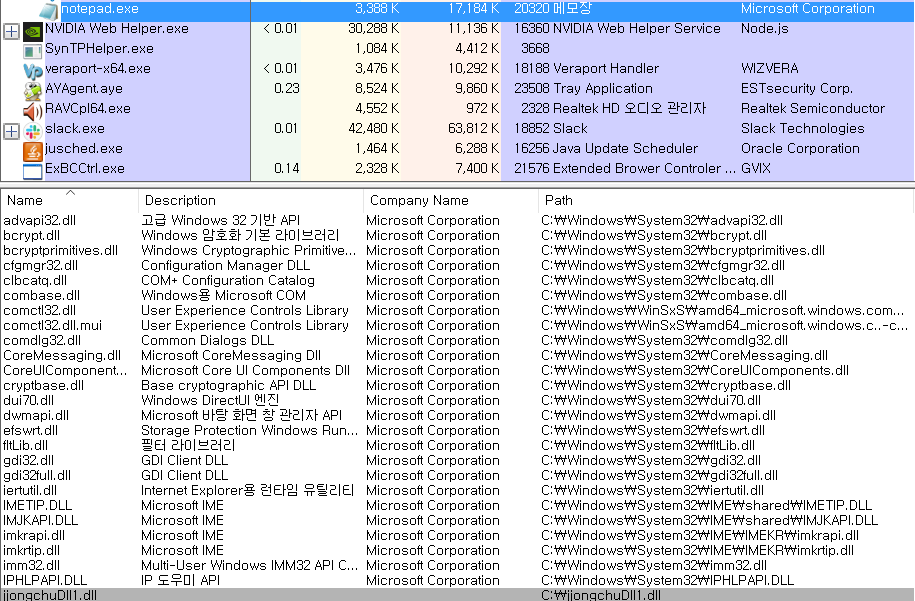 notepad.exe 3,388 K 17,184 K 20320 메모장 Microsoft Corporation
NVIDIA Web Helper.exe < 0.01 30,288 K 11,136 K 16360 NVIDIA Web Helper Service Node.js
SynTPHelper.exe 1,084 K 4,412 K 3668
veraport-x64.exe < 0.01 3,476 K 10,292 K 18188 Veraport Handler WIZVERA
AYAgent.aye 0.23 8,524 K 9,860 K 23508 Tray Application ESTsecurity Corp.
RAVCpl64.exe 4,552 K 972 K 2328 Realtek HD 오디오 관리자 Realtek Semiconductor
slack.exe 0.01 42,480 K 63,812 K 18852 Slack Slack Technologies
jusched.exe 1,464 K 6,288 K 16256 Java Update Scheduler Oracle Corporation
ExBCCtrl.exe 0.14 2,328 K 7,400 K 21576 Extended Brower Controler ... GVIX
Name Description Company Name Path
advapi32.dll 고급 Windows 32 기반 API Microsoft Corporation C:₩Windows₩System32₩advapi32.dll
bcrypt.dll Windows 암호화 기본 라이브러리 Microsoft Corporation C:₩Windows₩System32₩bcrypt.dll
bcryptprimitives.dll Windows Cryptographic Primitive... Microsoft Corporation C:₩Windows₩System32₩bcryptprimitives.dll
cfgmgr32.dll Configuration Manager DLL Microsoft Corporation C:₩Windows₩System32₩cfgmgr32.dll
clbcatq.dll COM+ Configuration Catalog Microsoft Corporation C:₩Windows₩System32₩clbcatq.dll
combase.dll Windows용 Microsoft COM Microsoft Corporation C:₩Windows₩System32₩combase.dll
comctl32.dll User Experience Controls Library Microsoft Corporation C:₩Windows₩WinSxS₩amd64_microsoft.windows.com...
comctl32.dll.mui User Experience Controls Library Microsoft Corporation C:₩Windows₩WinSxS₩amd64_microsoft.windows.c..-c...
comdlg32.dll Common Dialogs DLL Microsoft Corporation C:₩Windows₩System32₩comdlg32.dll
CoreMessaging.dll Microsoft CoreMessaging Dll Microsoft Corporation C:₩Windows₩System32₩CoreMessaging.dll
CoreUIComponent... Microsoft Core UI Components Dll Microsoft Corporation C:₩Windows₩System32₩CoreUIComponents.dll
cryptbase.dll Base cryptographic API DLL Microsoft Corporation C:₩Windows₩System32₩cryptbase.dll
dui70.dll Windows DirectUI 엔진 Microsoft Corporation C:₩Windows₩System32₩dui70.dll
dwmapi.dll Microsoft 바탕 화면 창 관리자 API Microsoft Corporation C:₩Windows₩System32₩dwmapi.dll
efswrt.dll Storage Protection Windows Run... Microsoft Corporation C:₩Windows₩System32₩efswrt.dll
fltLib.dll 필터 라이브러리 Microsoft Corporation C:₩Windows₩System32₩fltLib.dll
gdi32.dll GDI Client DLL Microsoft Corporation C:₩Windows₩System32₩gdi32.dll
gdi32full.dll GDI Client DLL Microsoft Corporation C:₩Windows₩System32₩gdi32full.dll
iertutil.dll Internet Explorer용 런타임 유틸리티 Microsoft Corporation C:₩Windows₩System32₩iertutil.dll
IMETIP.DLL Microsoft IME Microsoft Corporation C:₩Windows₩System32₩IME₩shared₩IMETIP.DLL
IMJKAPI.DLL Microsoft IME Microsoft Corporation C:₩Windows₩System32₩IME₩shared₩IMJKAPI.DLL
imkrapi.dll Microsoft IME Microsoft Corporation C:₩Windows₩System32₩IME₩IMEKR₩imkrapi.dll
imkrtip.dll Microsoft IME Microsoft Corporation C:₩Windows₩System32₩IME₩IMEKR₩imkrtip.dll
imm32.dll Multi-User Windows IMM32 API C... Microsoft Corporation C:₩Windows₩System32₩imm32.dll
IPHLPAPI.DLL IP 도우미 API Microsoft Corporation C:₩Windows₩System32₩IPHLPAPI.DLL
jjongchuDll1.dll C:₩jjongchuDll1.dll